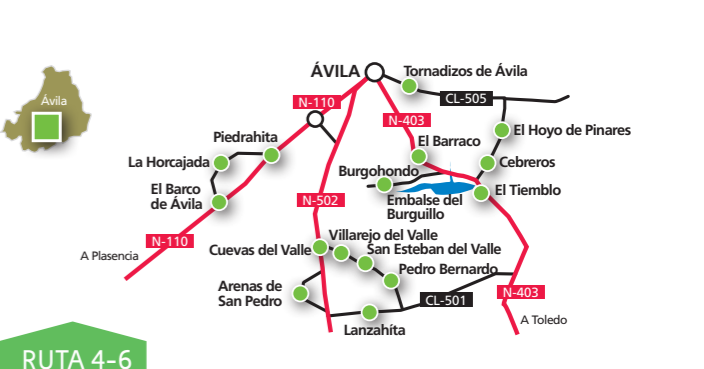 ÁVILA
Tornadizos de Ávila
Ávila
N-110
CL-505
N-403
El Hoyo de Pinares
Piedrahita
El Barraco
La Horcajada
Cebreros
Burgohondo
El Barco
de Ávila
El Tiemblo
N-502
Embalse del
Burguillo
Villarejo del Valle
N-110
Cuevas del Valle
San Esteban del Valle
A Plasencia
Pedro Bernardo
Arenas de
San Pedro
CL-501
N-403
A Toledo
Lanzahíta
RUTA 4-6